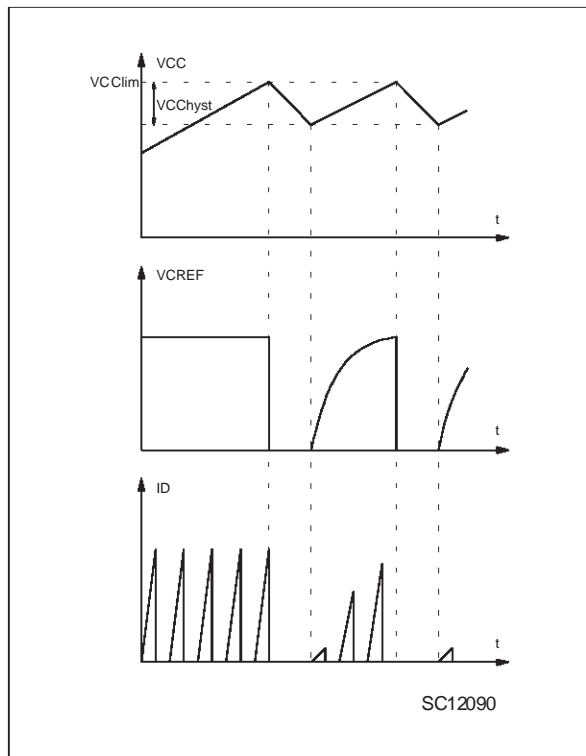 VCC
VCClim
VCChyst
t
VCREF
t
ID
t
SC12090